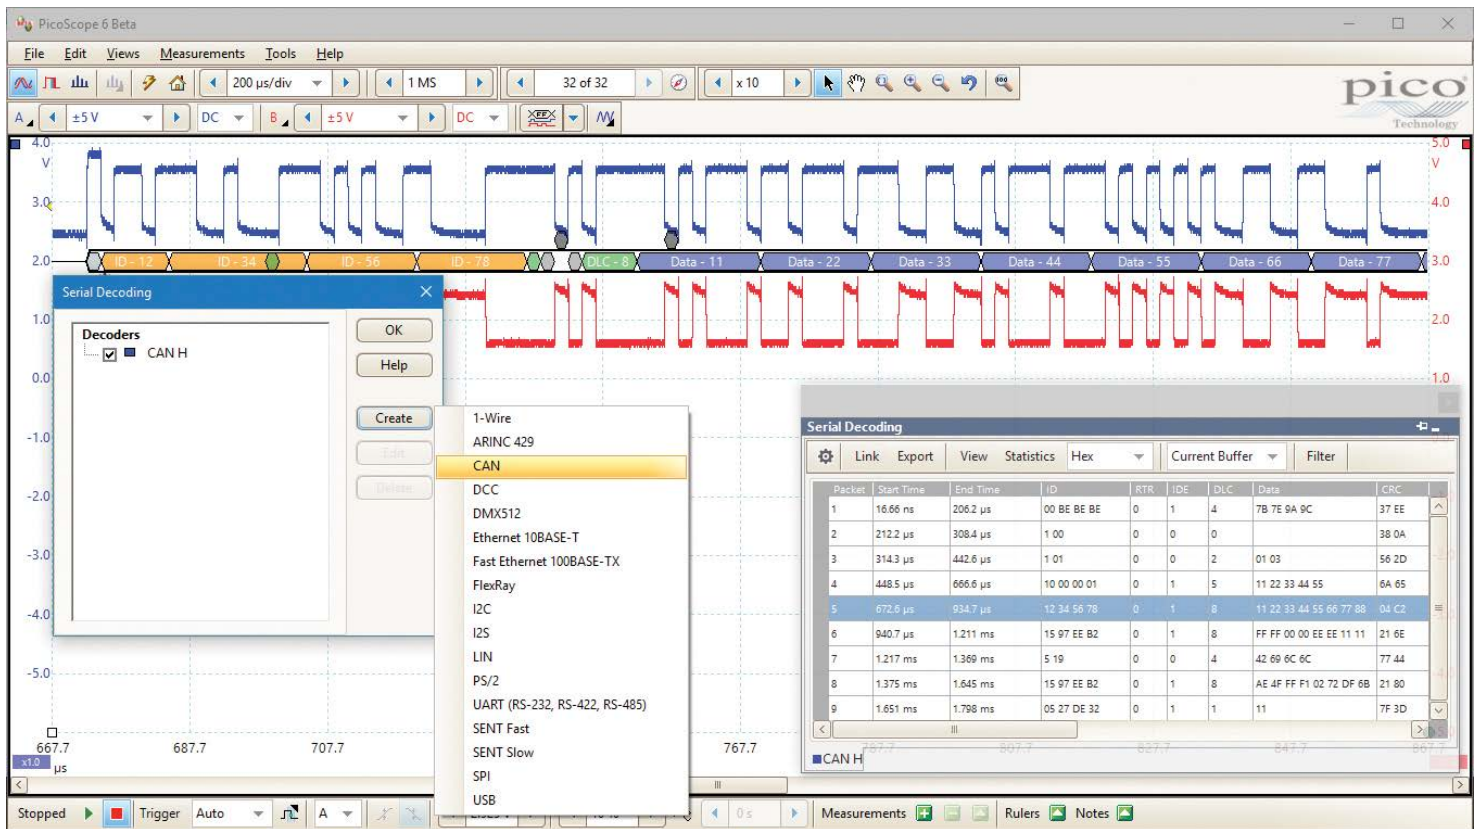 PicoScope 6 Beta
File Edit Views Measurements Tools Help
200 µs/div 1 MS 32 of 32 x 10
pico
Technology
A ±5 V DC B ±5 V DC
4.0 5.0
V V
3.0 4.0
2.0 ID - 12 ID - 34 ID - 56 ID - 78 DLC - 8 Data - 11 Data - 22 Data - 33 Data - 44 Data - 55 Data - 66 Data - 77 3.0
1.0 2.0
0.0 1.0
-1.0
-2.0
-3.0
-4.0
-5.0
Serial Decoding
Decoders
CAN H
OK
Help
Create
Edit
Delete
1-Wire
ARINC 429
CAN
DCC
DMX512
Ethernet 10BASE-T
Fast Ethernet 100BASE-TX
FlexRay
I2C
I2S
LIN
PS/2
UART (RS-232, RS-422, RS-485)
SENT Fast
SENT Slow
SPI
USB
Serial Decoding
Link Export View Statistics Hex Current Buffer Filter
Packet Start Time End Time ID RTR IDE DLC Data CRC
1 16.66 ns 206.2 µs 00 BE BE BE 0 1 4 7B 7E 9A 9C 37 EE
2 212.2 µs 308.4 µs 1 00 0 0 0 38 0A
3 314.3 µs 442.6 µs 1 01 0 0 2 01 03 56 2D
4 448.5 µs 666.6 µs 10 00 00 01 0 1 5 11 22 33 44 55 6A 65
5 672.6 µs 934.7 µs 12 34 56 78 0 1 8 11 22 33 44 55 66 77 88 04 C2
6 940.7 µs 1.211 ms 15 97 EE B2 0 1 8 FF FF 00 00 EE EE 11 11 21 6E
7 1.217 ms 1.369 ms 5 19 0 0 4 42 69 6C 6C 77 44
8 1.375 ms 1.645 ms 15 97 EE B2 0 1 8 AE 4F FF F1 02 72 DF 6B 21 80
9 1.651 ms 1.798 ms 05 27 DE 32 0 1 1 11 7F 3D
CAN H
667.7 687.7 707.7 767.7 787.7 807.7 827.7 847.7 867.7
x1.0 µs
Stopped Trigger Auto A 0 s Measurements Rulers Notes